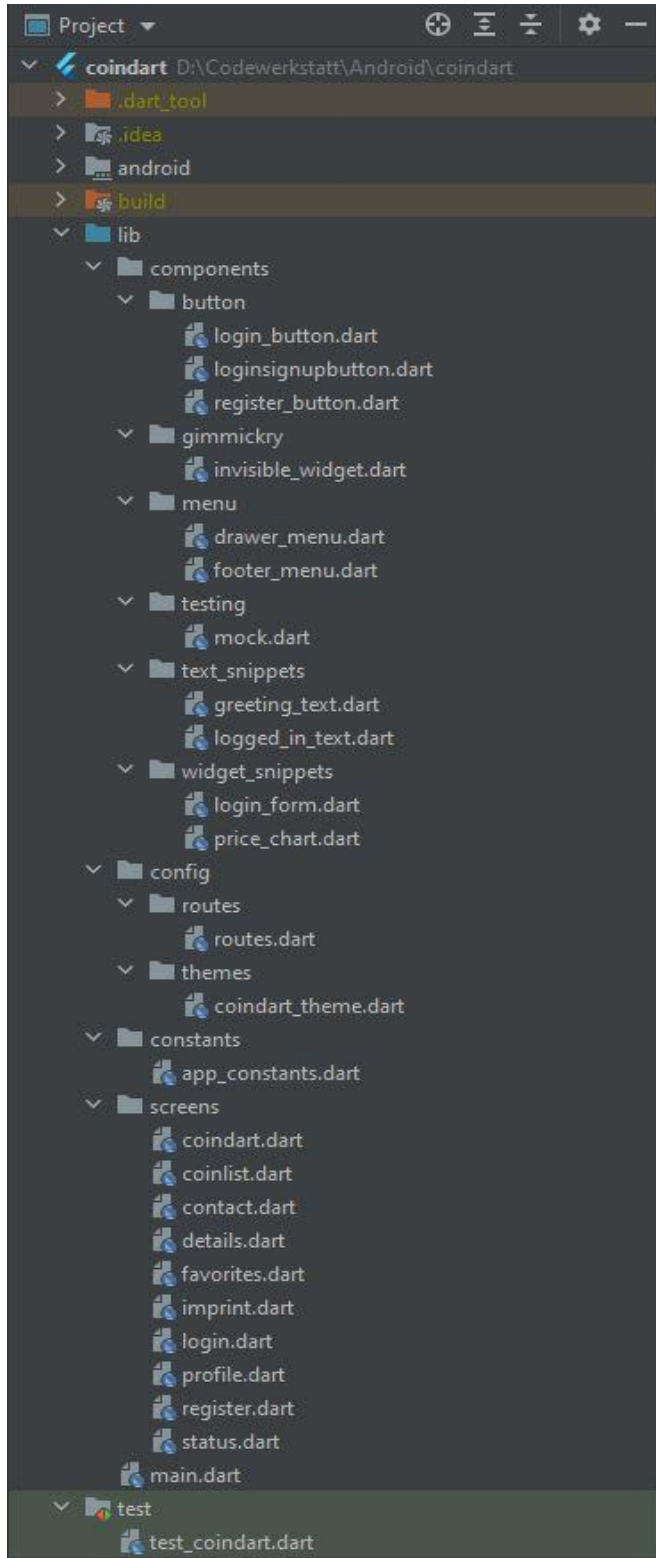 Project
coindart D:\Codewerkstatt\Android\coindart
.dart_tool
.idea
android
build
lib
components
button
login_button.dart
loginsignupbutton.dart
register_button.dart
gimmickry
invisible_widget.dart
menu
drawer_menu.dart
footer_menu.dart
testing
mock.dart
text_snippets
greeting_text.dart
logged_in_text.dart
widget_snippets
login_form.dart
price_chart.dart
config
routes
routes.dart
themes
coindart_theme.dart
constants
app_constants.dart
screens
coindart.dart
coinlist.dart
contact.dart
details.dart
favorites.dart
imprint.dart
login.dart
profile.dart
register.dart
status.dart
main.dart
test
test_coindart.dart